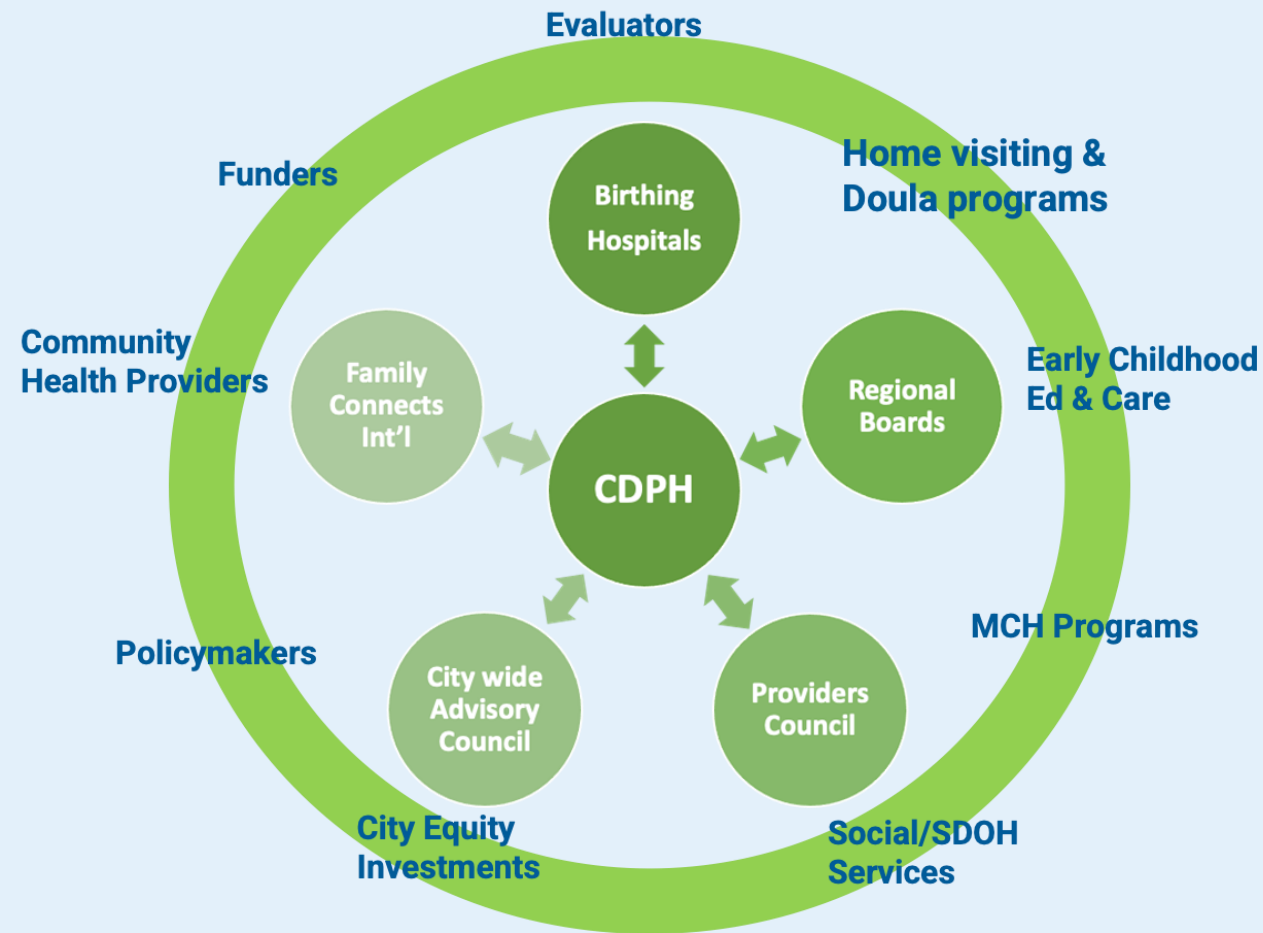 Evaluators
Home visiting &
Doula programs
Funders
Birthing
Hospitals
Community
Health Providers
Family
Connects
Int’l
Regional
Boards
Early Childhood
Ed & Care
CDPH
Policymakers
MCH Programs
City wide
Advisory
Council
Providers
Council
City Equity
Investments
Social/SDOH
Services